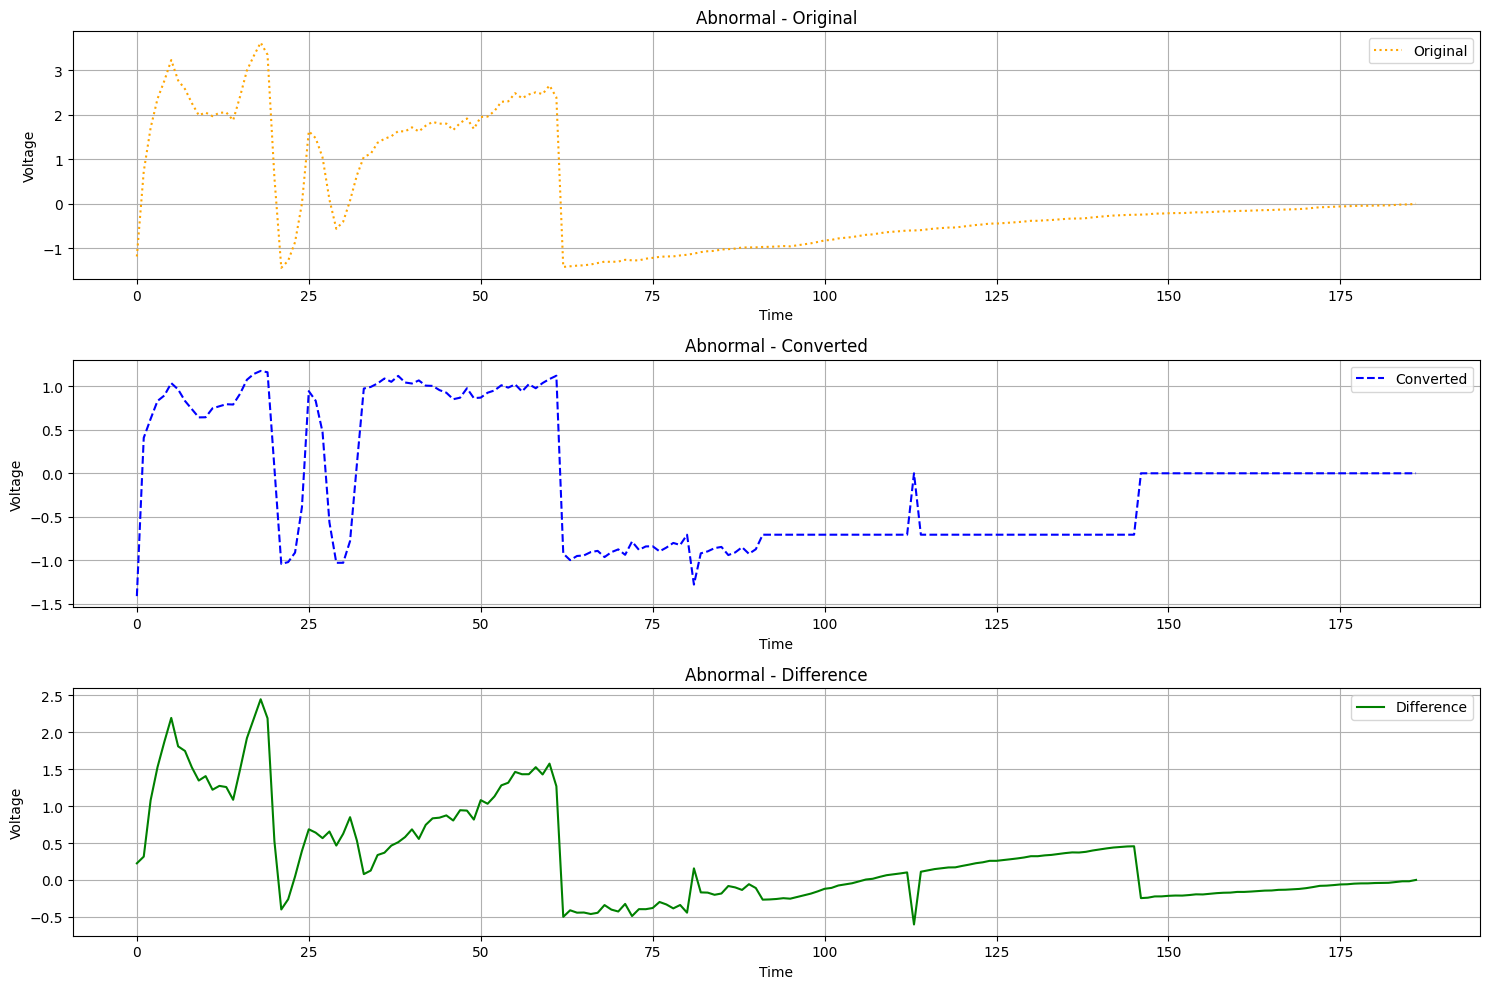 Abnormal - Original
Original
3
2
1
0
−1
Voltage
0 25 50 75 100 125 150 175
Time
Abnormal - Converted
Converted
1.0
0.5
0.0
−0.5
−1.0
−1.5
Voltage
0 25 50 75 100 125 150 175
Time
Abnormal - Difference
Difference
2.5
2.0
1.5
1.0
0.5
0.0
−0.5
Voltage
0 25 50 75 100 125 150 175
Time